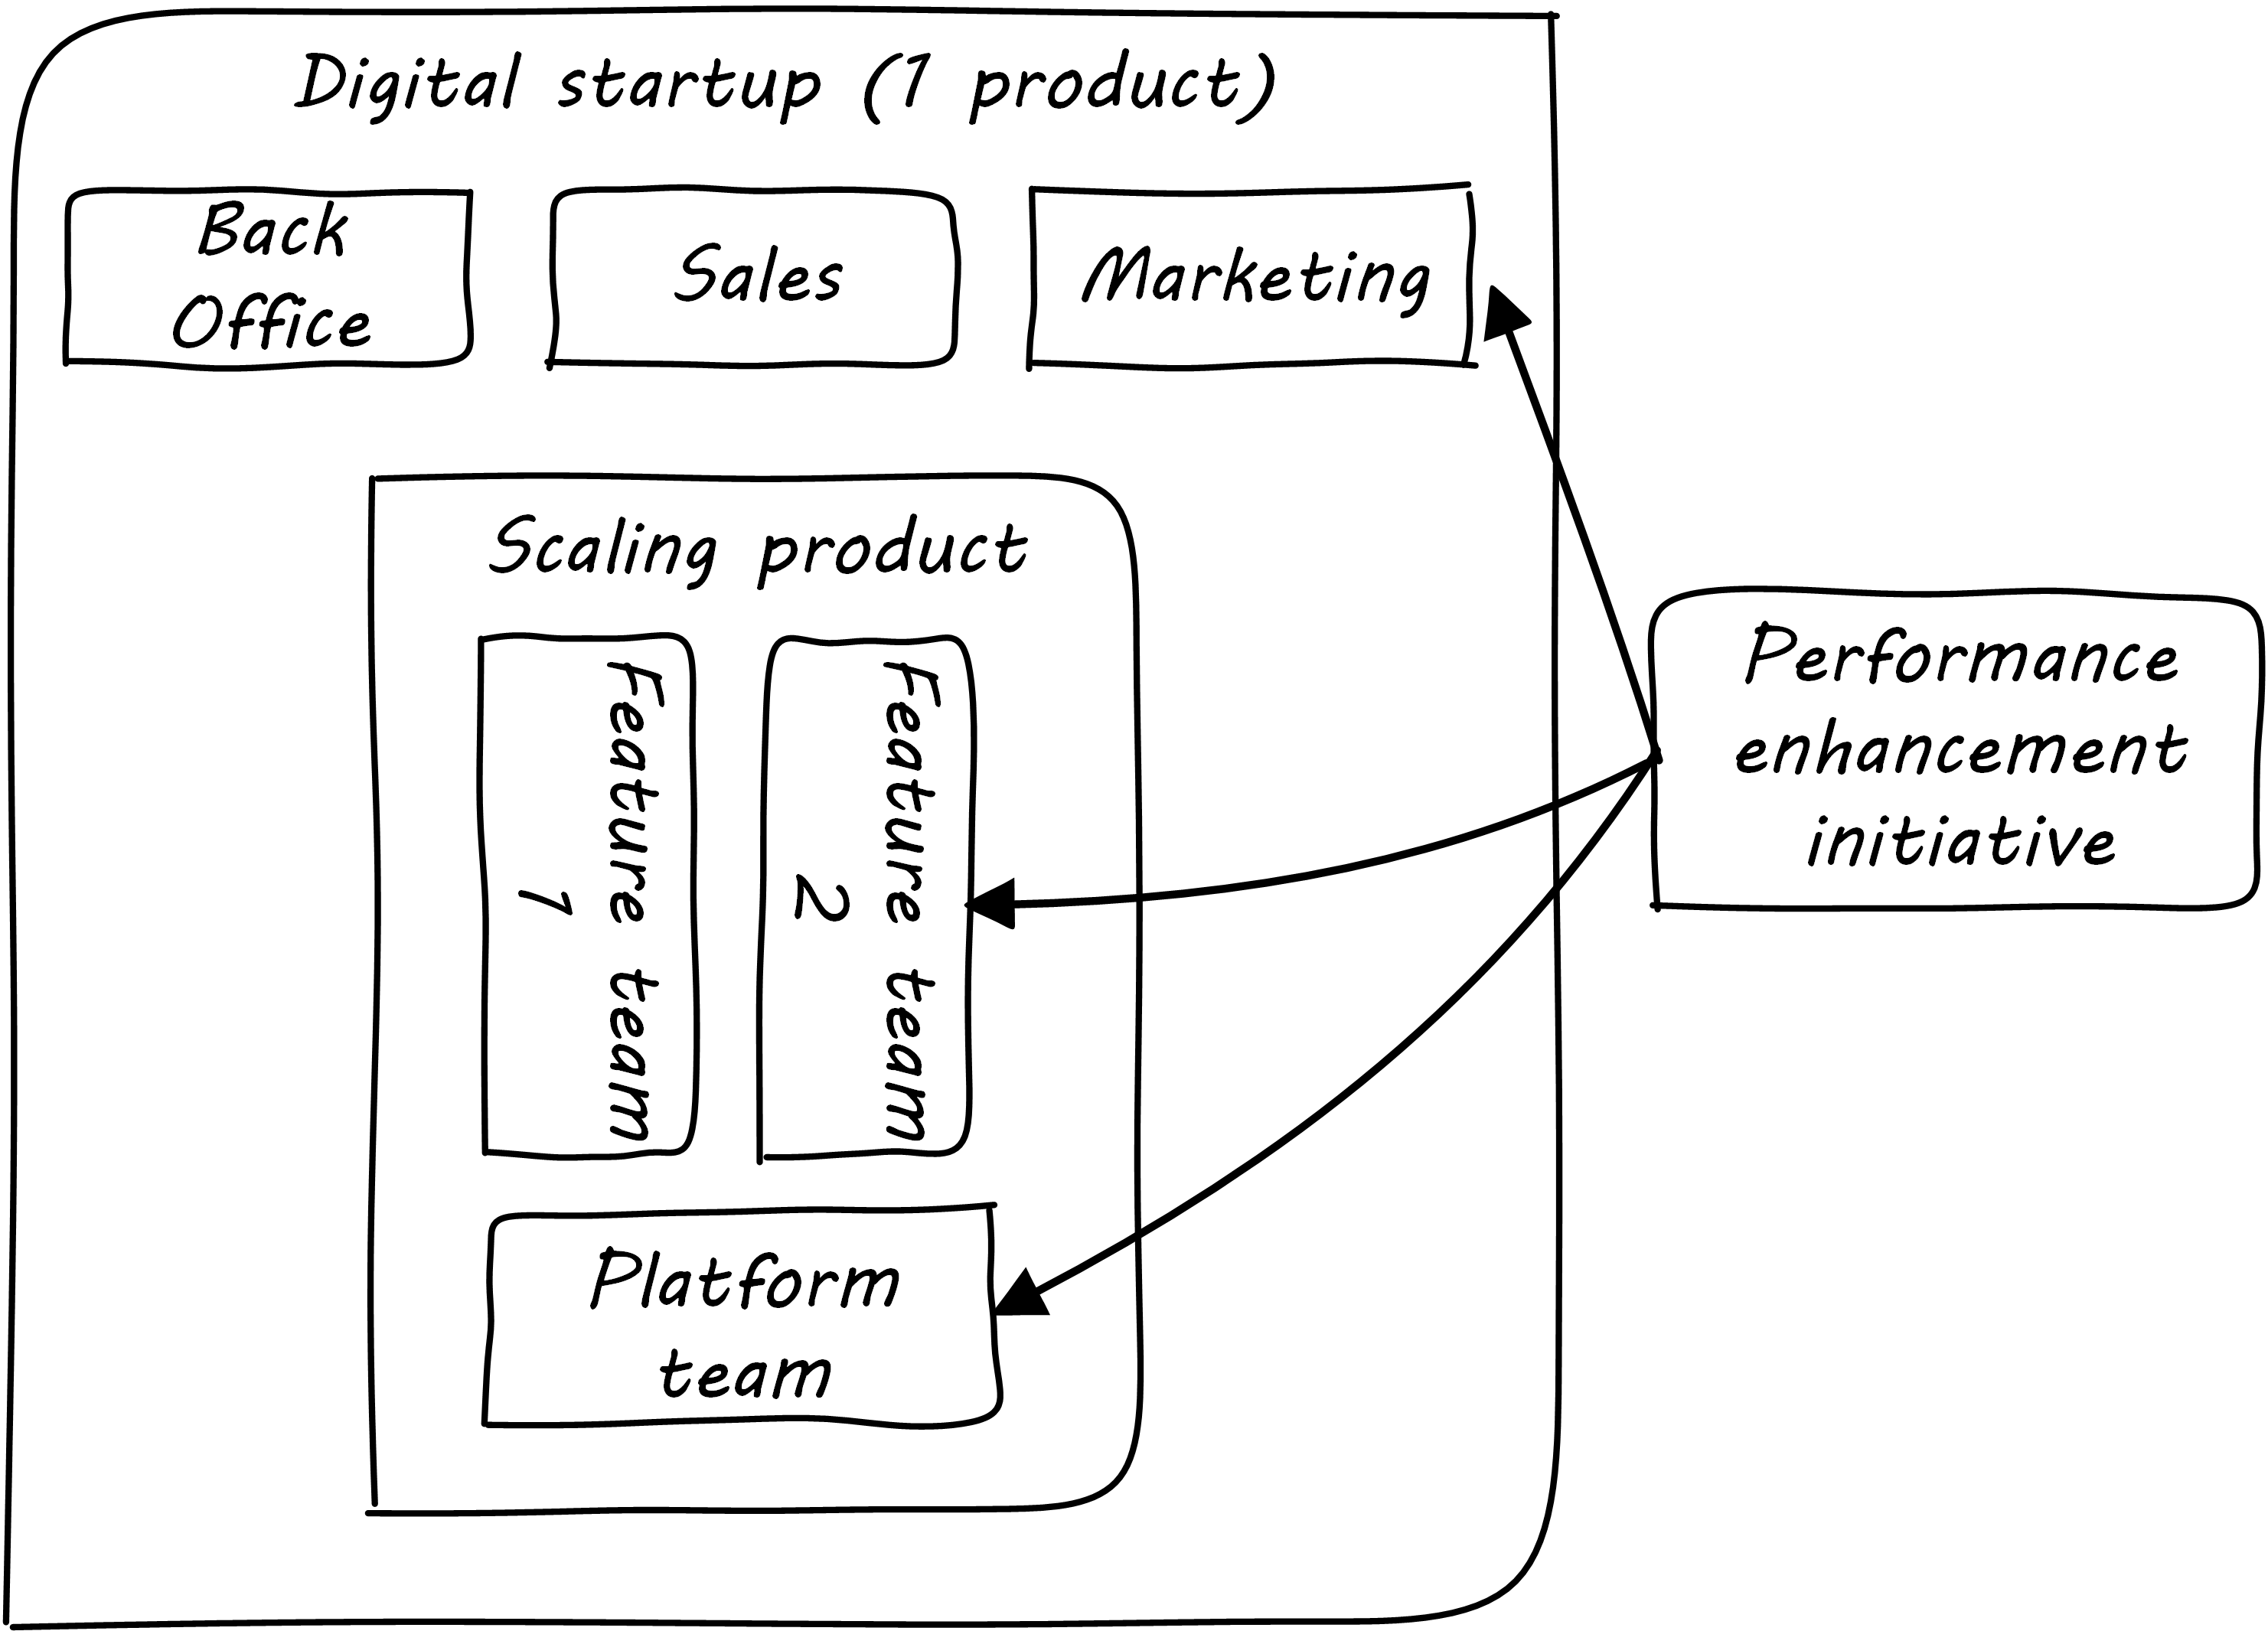 Digital startup (1 product)
Back
Office
Sales
Marketing
Scaling product
Feature team
1
Feature team
2
Platform
team
Performance
enhancement
initiative